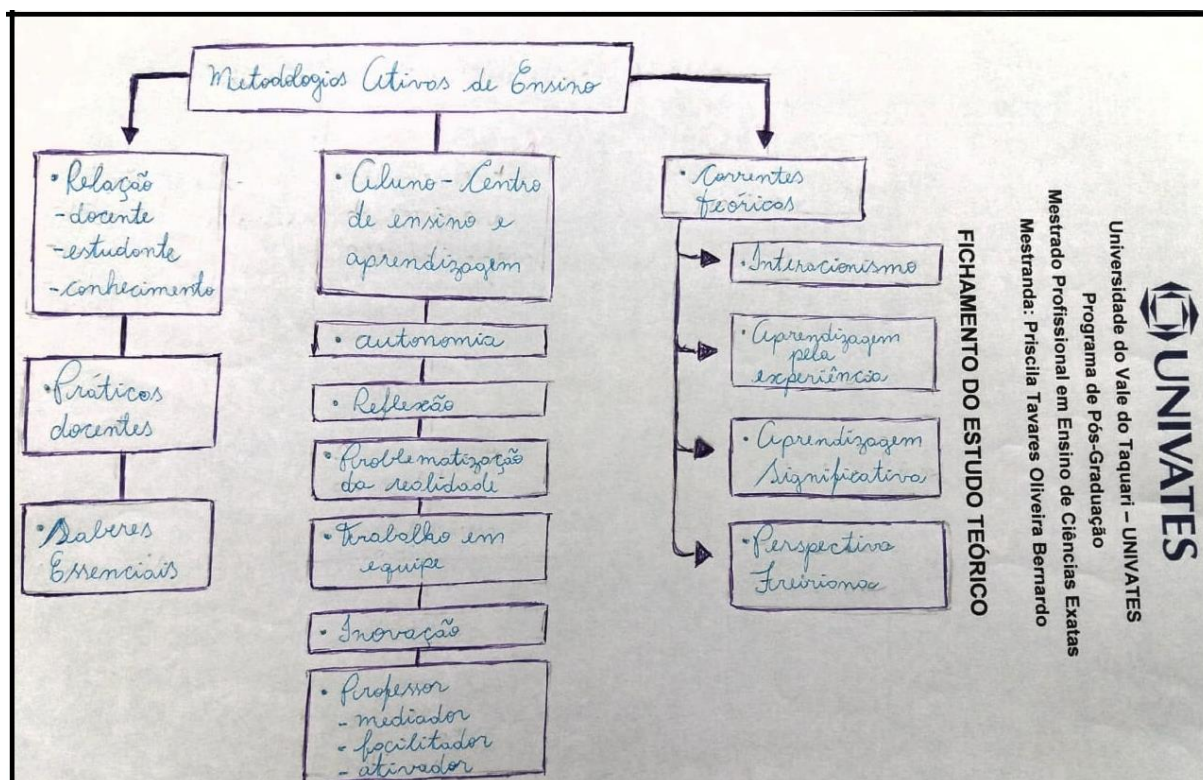 Metodologias Ativas de Ensino
• Relação
- docente
- estudante
- conhecimento
• Práticas
docentes
• Saberes
Essenciais
• Aluno - Centro
de ensino e
aprendizagem
• autonomia
• Reflexão
• Problematização
da realidade
• Trabalho em
equipe
• Inovação
• Professor
- mediador
- facilitador
- ativador
• Correntes
teóricas
• Interacionismo
• Aprendizagem
pela
experiência
• Aprendizagem
Significativa
• Perspectiva
Freiriana
UNIVATES
Universidade do Vale do Taquari – UNIVATES
Programa de Pós-Graduação
Mestrado Profissional em Ensino de Ciências Exatas
Mestranda: Priscila Tavares Oliveira Bernardo
FICHAMENTO DO ESTUDO TEÓRICO